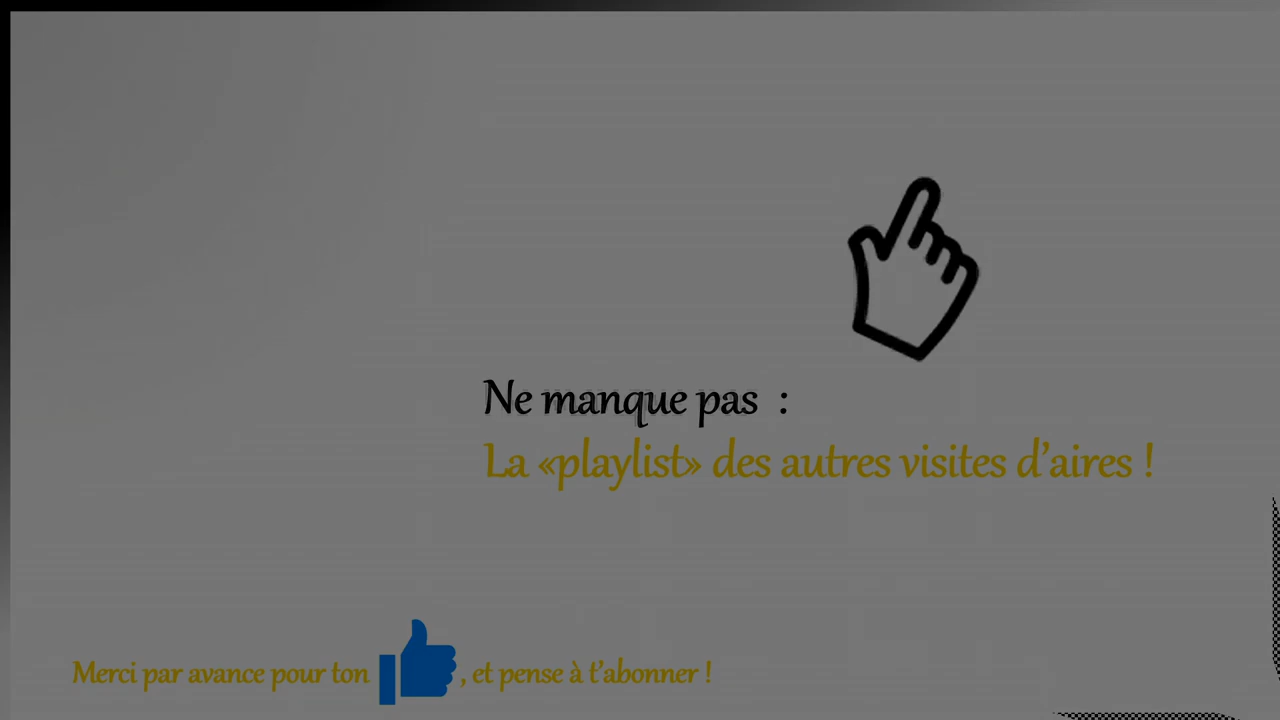 Ne manque pas :
La «playlist» des autres visites d’aires !
Merci par avance pour ton , et pense à t’abonner !